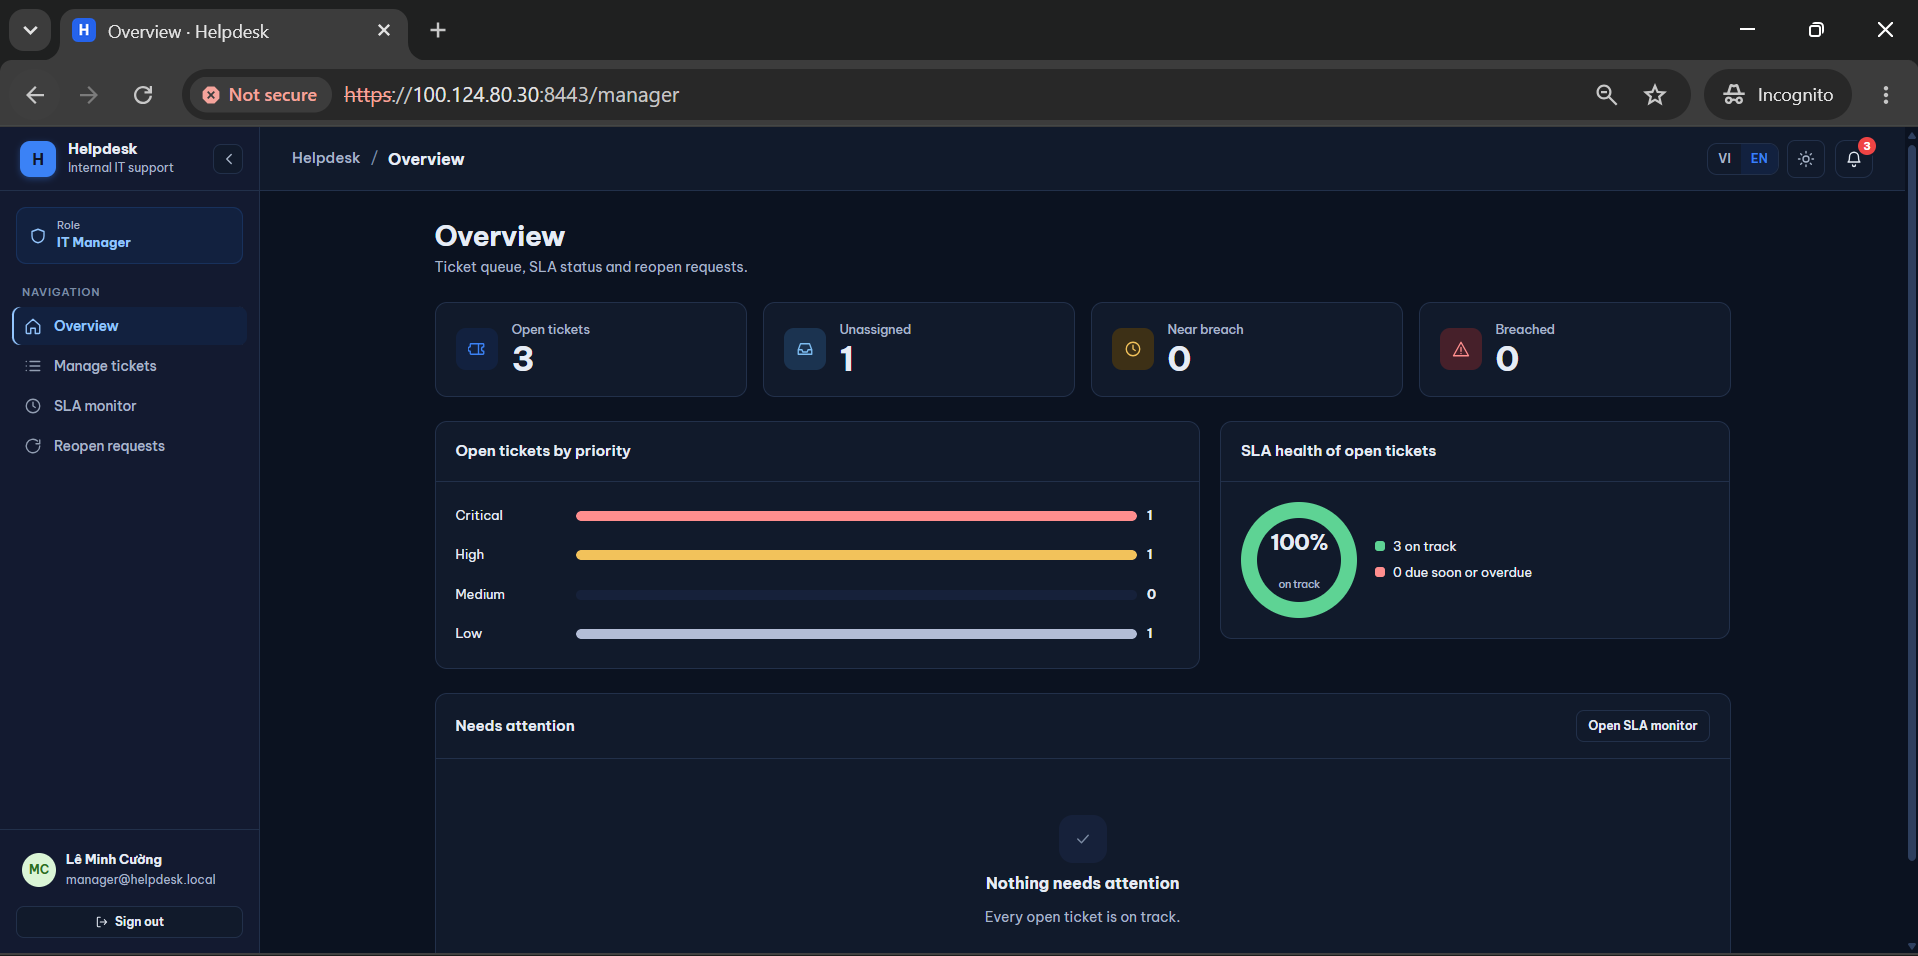 H Overview · Helpdesk
Not secure https://100.124.80.30:8443/manager Incognito
H Helpdesk
Internal IT support
Helpdesk / Overview
VI EN 3
Role
IT Manager
NAVIGATION
Overview
Manage tickets
SLA monitor
Reopen requests
MC Lê Minh Cường
manager@helpdesk.local
Sign out
Overview
Ticket queue, SLA status and reopen requests.
Open tickets
3
Unassigned
1
Near breach
0
Breached
0
Open tickets by priority
Critical 1
High 1
Medium 0
Low 1
SLA health of open tickets
100%
on track
3 on track
0 due soon or overdue
Needs attention
Open SLA monitor
Nothing needs attention
Every open ticket is on track.